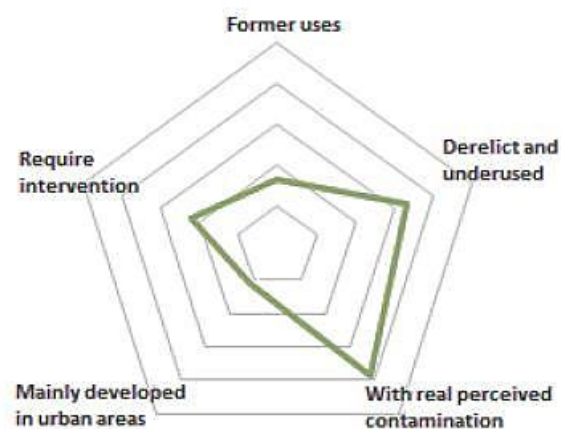 Former uses
Derelict and
underused
Require
intervention
Mainly developed
in urban areas
With real perceived
contamination